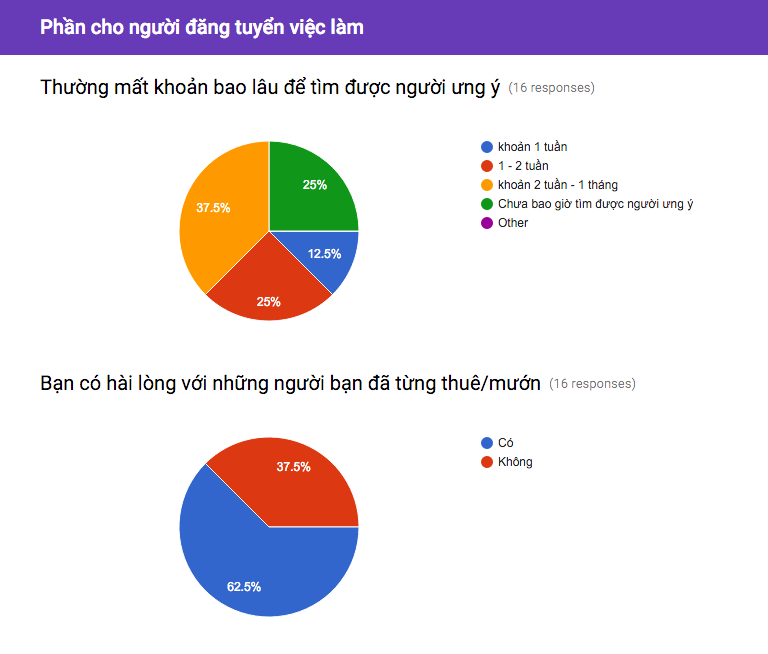 Phần cho người đăng tuyển việc làm
Thường mất khoản bao lâu để tìm được người ưng ý (16 responses)
khoản 1 tuần
1 - 2 tuần
khoản 2 tuần - 1 tháng
Chưa bao giờ tìm được người ưng ý
Other
25%
37.5%
12.5%
25%
Bạn có hài lòng với những người bạn đã từng thuê/mướn (16 responses)
Có
Không
37.5%
62.5%